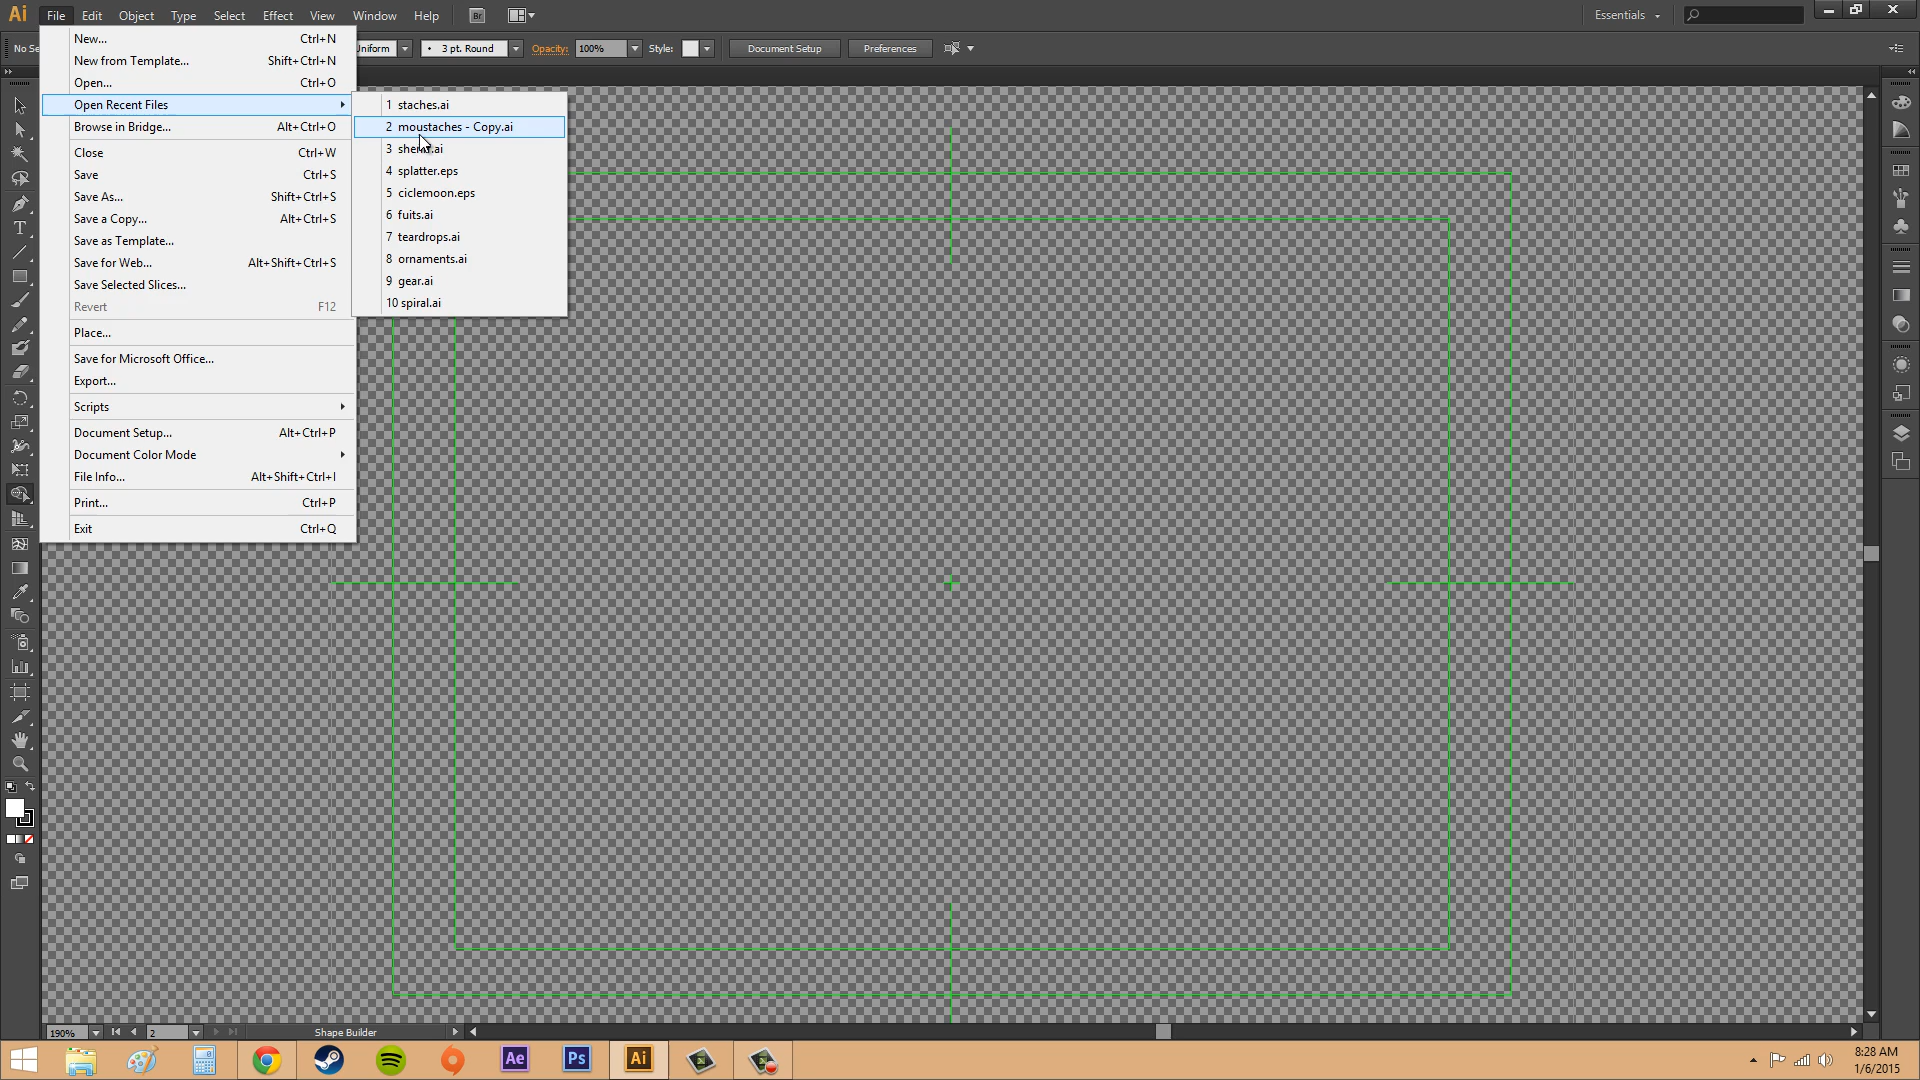 Ai File Edit Object Type Select Effect View Window Help Br Essentials
No Se Uniform 3 pt. Round Opacity: 100% Style: Document Setup Preferences
New... Ctrl+N
New from Template... Shift+Ctrl+N
Open... Ctrl+O
Open Recent Files
Browse in Bridge... Alt+Ctrl+O
Close Ctrl+W
Save Ctrl+S
Save As... Shift+Ctrl+S
Save a Copy... Alt+Ctrl+S
Save as Template...
Save for Web... Alt+Shift+Ctrl+S
Save Selected Slices...
Revert F12
Place...
Save for Microsoft Office...
Export...
Scripts
Document Setup... Alt+Ctrl+P
Document Color Mode
File Info... Alt+Shift+Ctrl+I
Print... Ctrl+P
Exit Ctrl+Q
1 staches.ai
2 moustaches - Copy.ai
3
4 splatter.eps
5 ciclemoon.eps
6 fuits.ai
7 teardrops.ai
8 ornaments.ai
9 gear.ai
10 spiral.ai
190% 2 Shape Builder
Ae Ps Ai
8:28 AM
1/6/2015